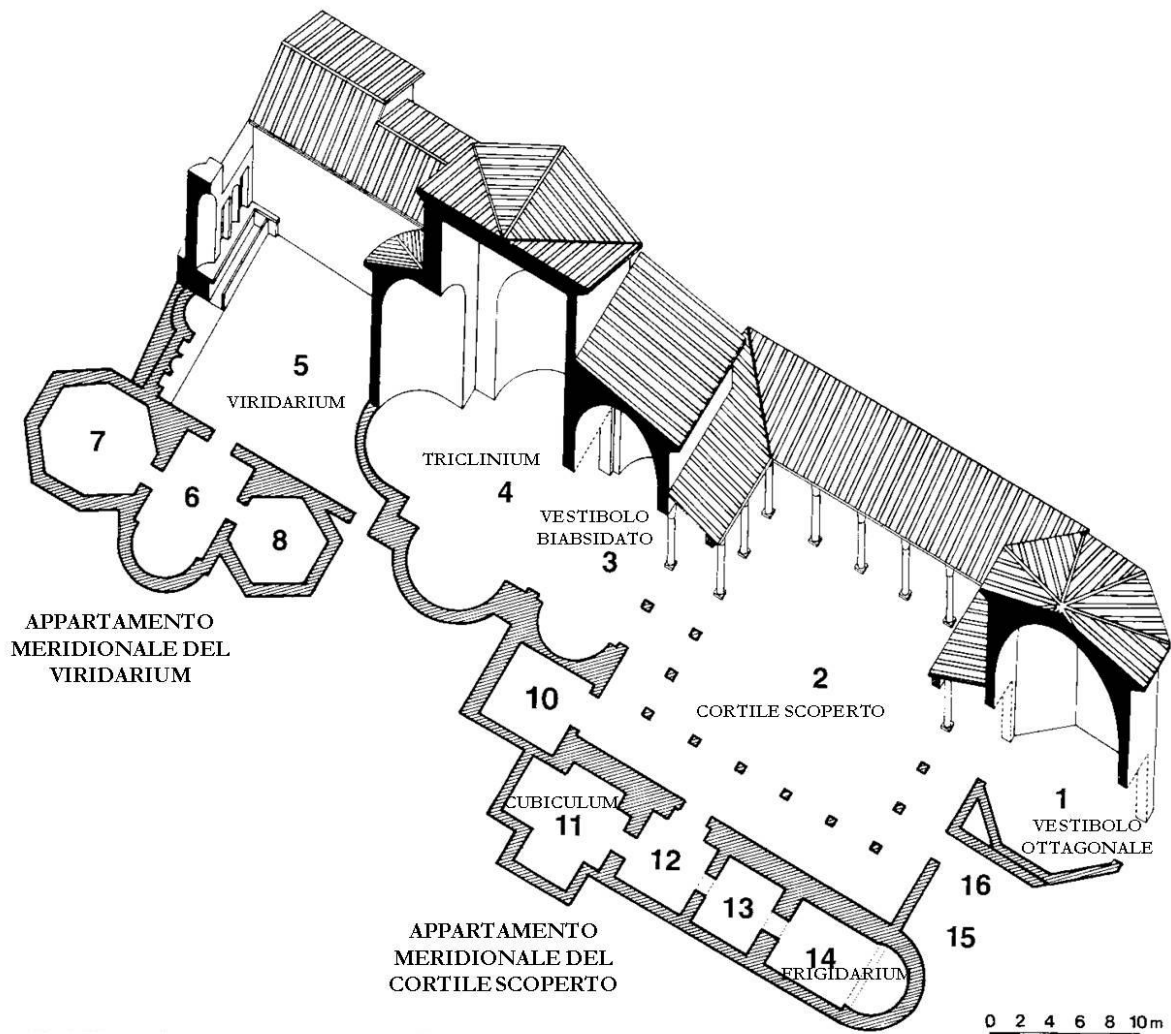 5
VIRIDARIUM
7
6
8
TRICLINIUM
4
VESTIBOLO
BIABSIDATO
3
APPARTAMENTO
MERIDIONALE DEL
VIRIDARIUM
2
CORTILE SCOPERTO
10
1
VESTIBOLO
OTTAGONALE
CUBICULUM
11
12
13
14
FRIGIDARIUM
16
15
APPARTAMENTO
MERIDIONALE DEL
CORTILE SCOPERTO
0 2 4 6 8 10m